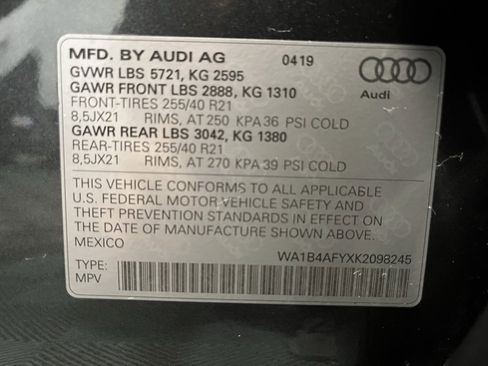 MFD. BY AUDI AG 0419
GVWR LBS 5721, KG 2595
GAWR FRONT LBS 2888, KG 1310
Audi
FRONT-TIRES 255/40 R21
8,5JX21 RIMS, AT 250 KPA 36 PSI COLD
GAWR REAR LBS 3042, KG 1380
REAR-TIRES 255/40 R21
8,5JX21 RIMS, AT 270 KPA 39 PSI COLD
THIS VEHICLE CONFORMS TO ALL APPLICABLE
U.S. FEDERAL MOTOR VEHICLE SAFETY AND
THEFT PREVENTION STANDARDS IN EFFECT ON
THE DATE OF MANUFACTURE SHOWN ABOVE
MEXICO
WA1B4AFYXK2098245
TYPE:
MPV